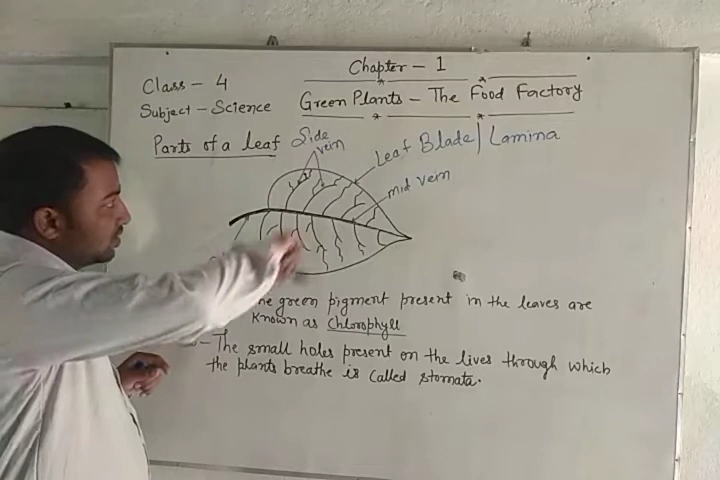 Chapter - 1
Class - 4
Green Plants - The Food Factory
Subject - Science
Parts of a leaf
Side
vein
Leaf Blade | Lamina
mid vein
green pigment present in the leaves are
known as Chlorophyll
- The small holes present on the lives through which
the plants breathe is called stomata.